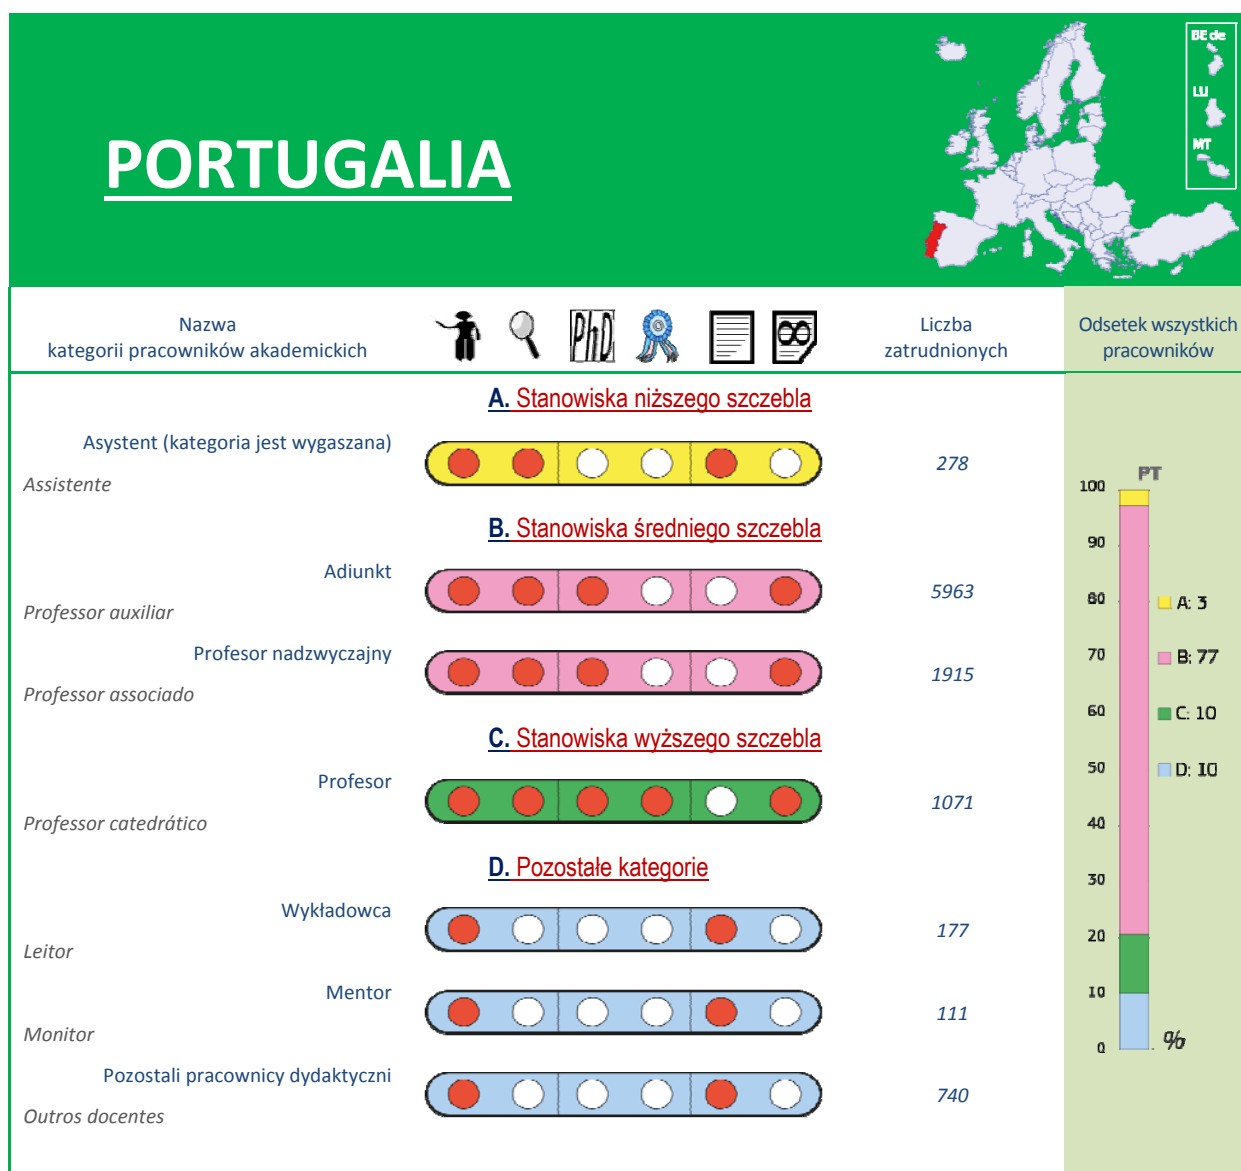 PORTUGALIA
BE de
LU
MT
Nazwa
kategorii pracowników akademickich
PhD
Liczba
zatrudnionych
Odsetek wszystkich
pracowników
A. Stanowiska niższego szczebla
Asystent (kategoria jest wygaszana)
Assistente
278
B. Stanowiska średniego szczebla
Adiunkt
Professor auxiliar
5963
Profesor nadzwyczajny
Professor associado
1915
C. Stanowiska wyższego szczebla
Profesor
Professor catedrático
1071
D. Pozostałe kategorie
Wykładowca
Leitor
177
Mentor
Monitor
111
Pozostali pracownicy dydaktyczni
Outros docentes
740
PT
100
90
80
70
60
50
40
30
20
10
0
%
A: 3
B: 77
C: 10
D: 10